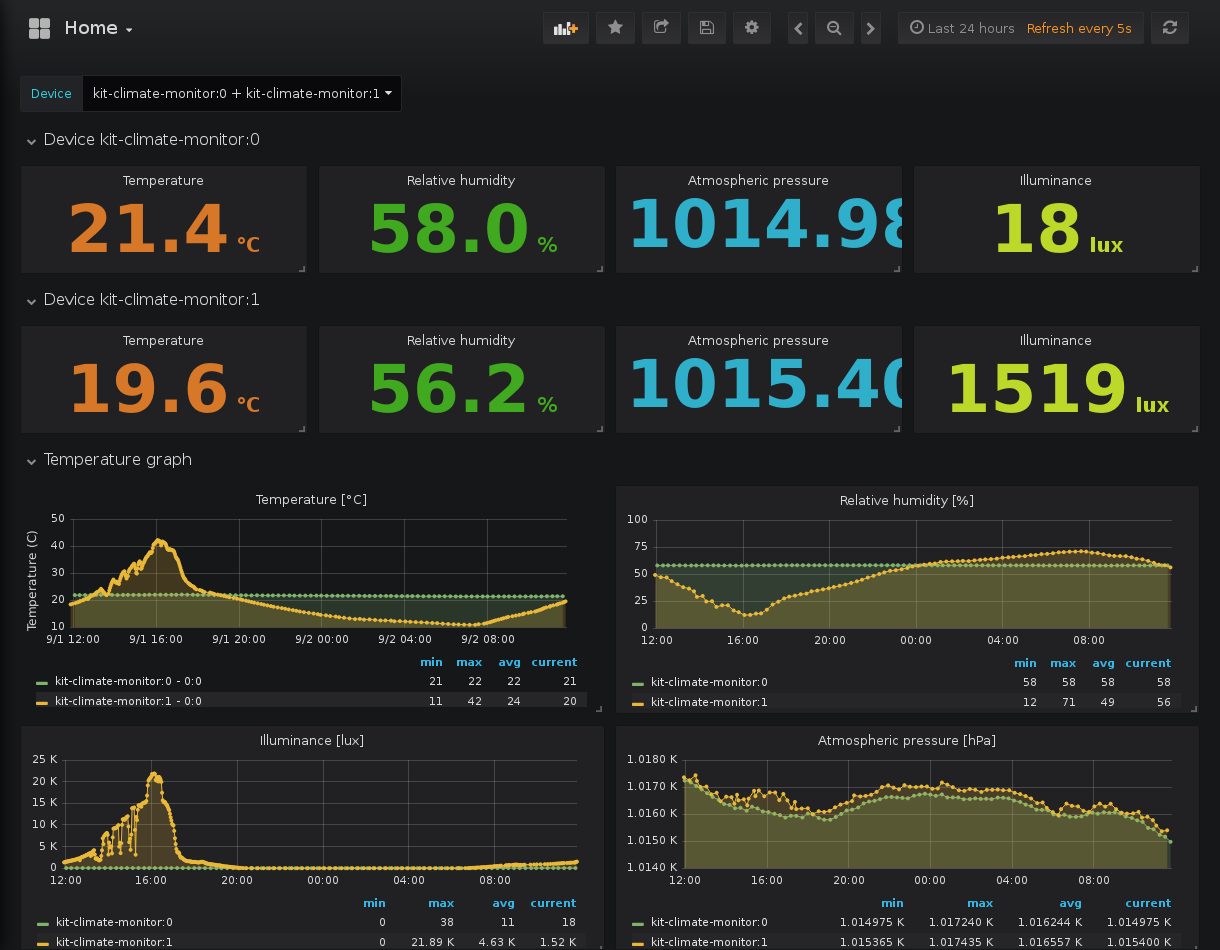 Home
Last 24 hours Refresh every 5s
Device kit-climate-monitor:0 + kit-climate-monitor:1
Device kit-climate-monitor:0
Temperature Relative humidity Atmospheric pressure Illuminance
21.4 °C 58.0 % 1014.98 18 lux
Device kit-climate-monitor:1
Temperature Relative humidity Atmospheric pressure Illuminance
19.6 °C 56.2 % 1015.40 1519 lux
Temperature graph
Temperature [°C]
Temperature (C)
50
40
30
20
10
9/1 12:00 9/1 16:00 9/1 20:00 9/2 00:00 9/2 04:00 9/2 08:00
min max avg current
kit-climate-monitor:0 - 0:0 21 22 22 21
kit-climate-monitor:1 - 0:0 11 42 24 20
Relative humidity [%]
100
75
50
25
0
12:00 16:00 20:00 00:00 04:00 08:00
min max avg current
kit-climate-monitor:0 58 58 58 58
kit-climate-monitor:1 12 71 49 56
Illuminance [lux]
25 K
20 K
15 K
10 K
5 K
0
12:00 16:00 20:00 00:00 04:00 08:00
min max avg current
kit-climate-monitor:0 0 38 11 18
kit-climate-monitor:1 0 21.89 K 4.63 K 1.52 K
Atmospheric pressure [hPa]
1.0180 K
1.0170 K
1.0160 K
1.0150 K
1.0140 K
12:00 16:00 20:00 00:00 04:00 08:00
min max avg current
kit-climate-monitor:0 1.014975 K 1.017240 K 1.016244 K 1.014975 K
kit-climate-monitor:1 1.015365 K 1.017435 K 1.016557 K 1.015400 K